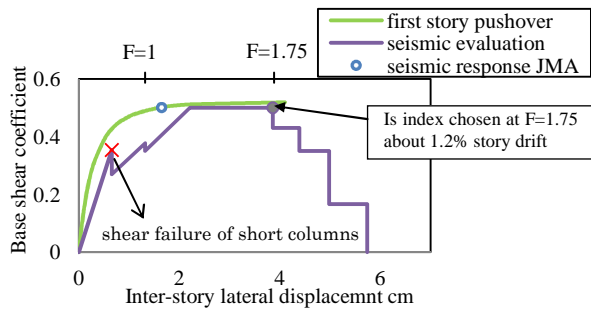 first story pushover
seismic evaluation
seismic response JMA
F=1
F=1.75
0.6
0.4
0.2
0
Base shear coefficient
Is index chosen at F=1.75
about 1.2% story drift
shear failure of short columns
0
2
4
6
Inter-story lateral displacemnt cm